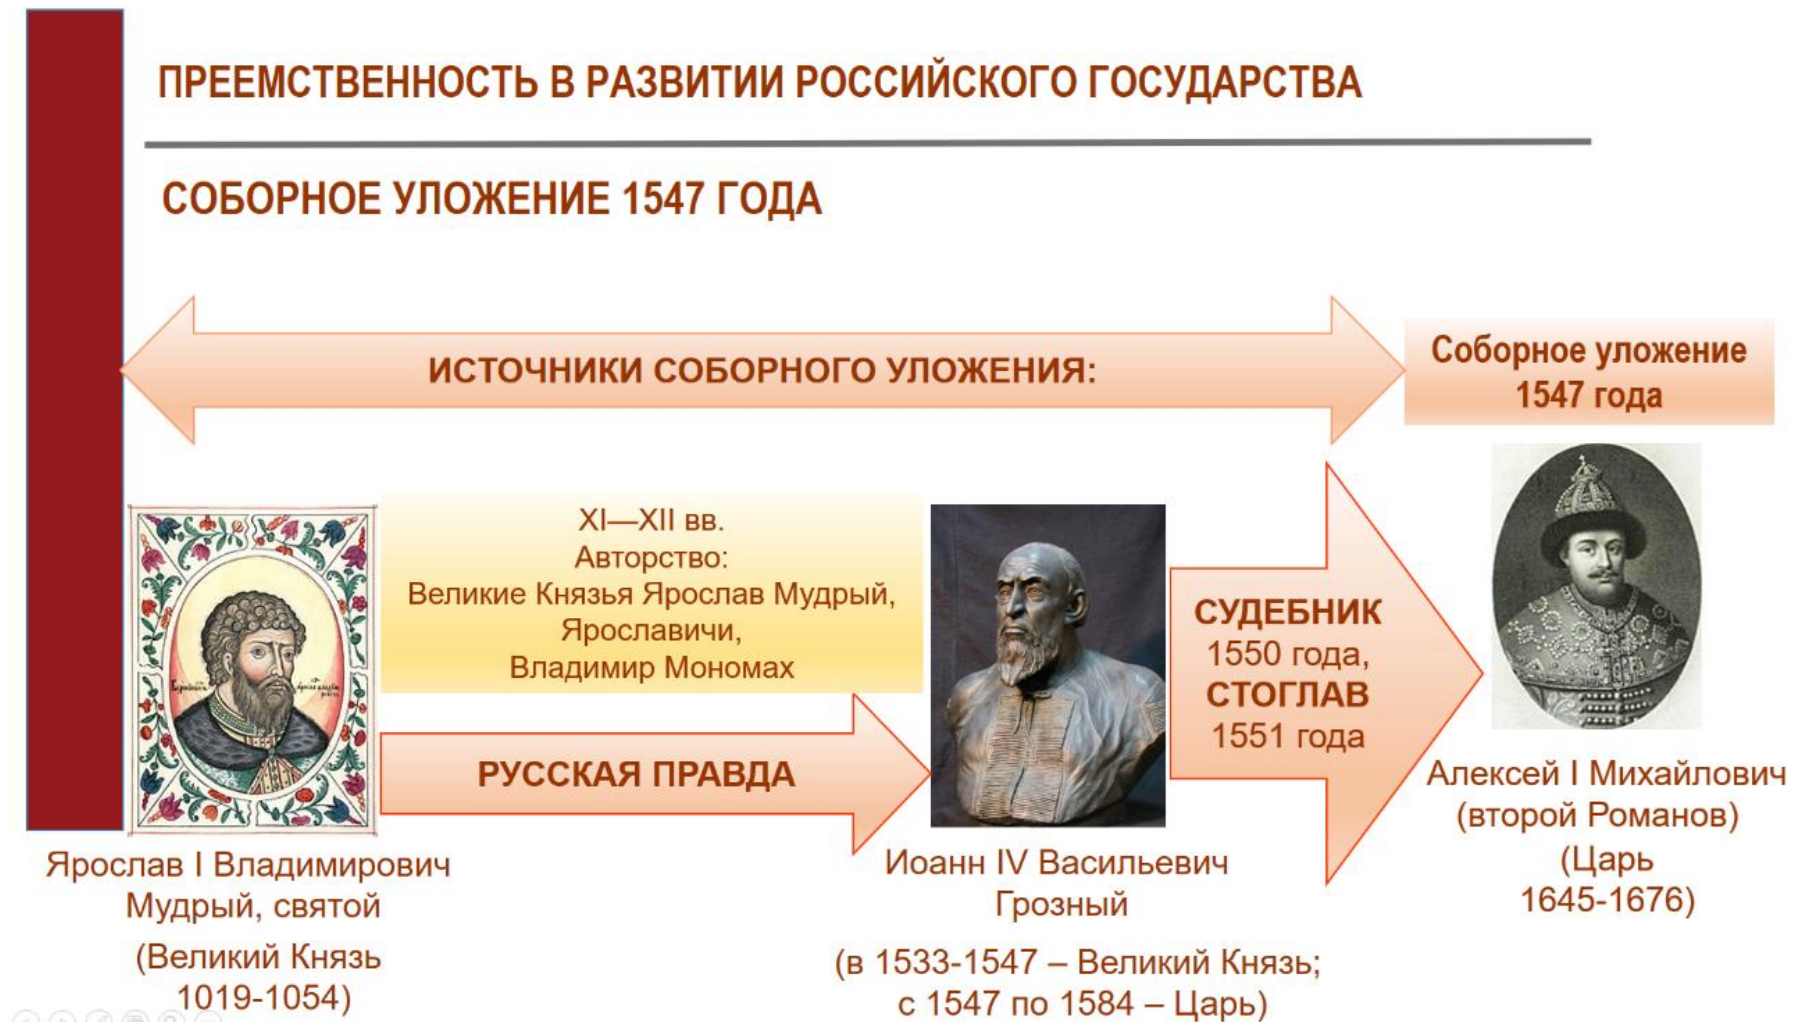 ПРЕЕМСТВЕННОСТЬ В РАЗВИТИИ РОССИЙСКОГО ГОСУДАРСТВА
СОБОРНОЕ УЛОЖЕНИЕ 1547 ГОДА
ИСТОЧНИКИ СОБОРНОГО УЛОЖЕНИЯ:
Соборное уложение
1547 года
XI—XII вв.
Авторство:
Великие Князья Ярослав Мудрый,
Ярославичи,
Владимир Мономах
РУССКАЯ ПРАВДА
СУДЕБНИК
1550 года,
СТОГЛАВ
1551 года
Ярослав I Владимирович
Мудрый, святой
(Великий Князь
1019-1054)
Иоанн IV Васильевич
Грозный
(в 1533-1547 – Великий Князь;
с 1547 по 1584 – Царь)
Алексей I Михайлович
(второй Романов)
(Царь
1645-1676)